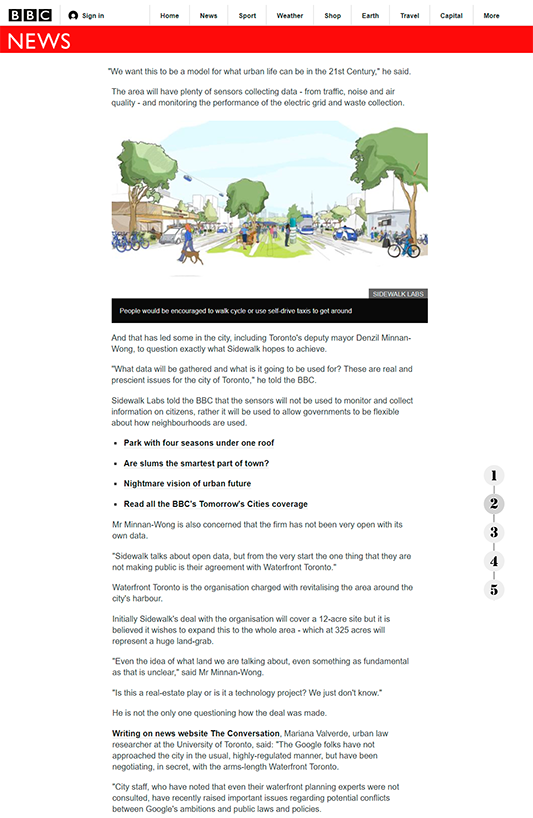 BBC Sign in Home News Sport Weather Shop Earth Travel Capital More
NEWS
"We want this to be a model for what urban life can be in the 21st Century," he said.
The area will have plenty of sensors collecting data - from traffic, noise and air
quality - and monitoring the performance of the electric grid and waste collection.
SIDEWALK LABS
People would be encouraged to walk cycle or use self-drive taxis to get around
And that has led some in the city, including Toronto's deputy mayor Denzil Minnan-
Wong, to question exactly what Sidewalk hopes to achieve.
"What data will be gathered and what is it going to be used for? These are real and
prescient issues for the city of Toronto," he told the BBC.
Sidewalk Labs told the BBC that the sensors will not be used to monitor and collect
information on citizens, rather it will be used to allow governments to be flexible
about how neighbourhoods are used.
• Park with four seasons under one roof
• Are slums the smartest part of town?
• Nightmare vision of urban future
• Read all the BBC's Tomorrow's Cities coverage
1
2
3
4
5
Mr Minnan-Wong is also concerned that the firm has not been very open with its
own data.
"Sidewalk talks about open data, but from the very start the one thing that they are
not making public is their agreement with Waterfront Toronto."
Waterfront Toronto is the organisation charged with revitalising the area around the
city's harbour.
Initially Sidewalk's deal with the organisation will cover a 12-acre site but it is
believed it wishes to expand this to the whole area - which at 325 acres will
represent a huge land-grab.
"Even the idea of what land we are talking about, even something as fundamental
as that is unclear," said Mr Minnan-Wong.
"Is this a real-estate play or is it a technology project? We just don't know."
He is not the only one questioning how the deal was made.
Writing on news website The Conversation, Mariana Valverde, urban law
researcher at the University of Toronto, said: "The Google folks have not
approached the city in the usual, highly-regulated manner, but have been
negotiating, in secret, with the arms-length Waterfront Toronto.
"City staff, who have noted that even their waterfront planning experts were not
consulted, have recently raised important issues regarding potential conflicts
between Google's ambitions and public laws and policies.